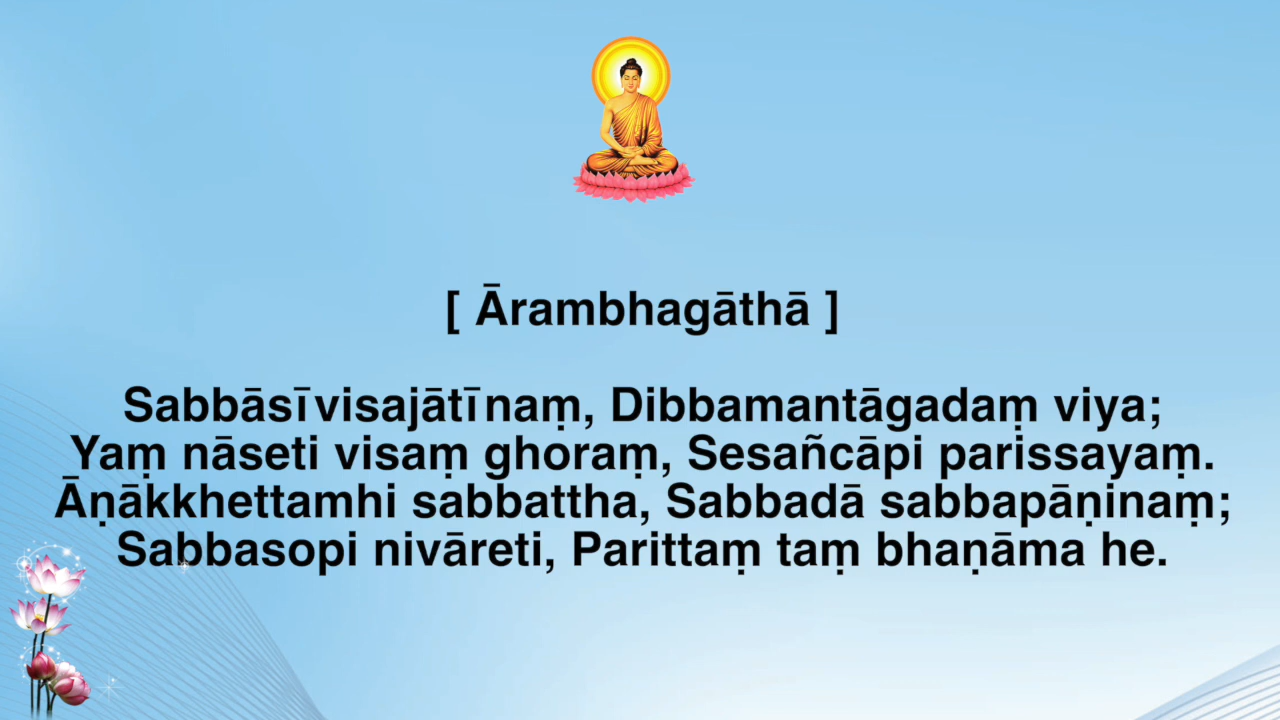 [ Ārambhagāthā ]
Sabbāsīvisajātīnaṃ, Dibbamantāgadaṃ viya;
Yaṃ nāseti visaṃ ghoraṃ, Sesañcāpi parissayaṃ.
Āṇākkhettamhi sabbattha, Sabbadā sabbapāṇinaṃ;
Sabbasopi nivāreti, Parittaṃ taṃ bhaṇāma he.